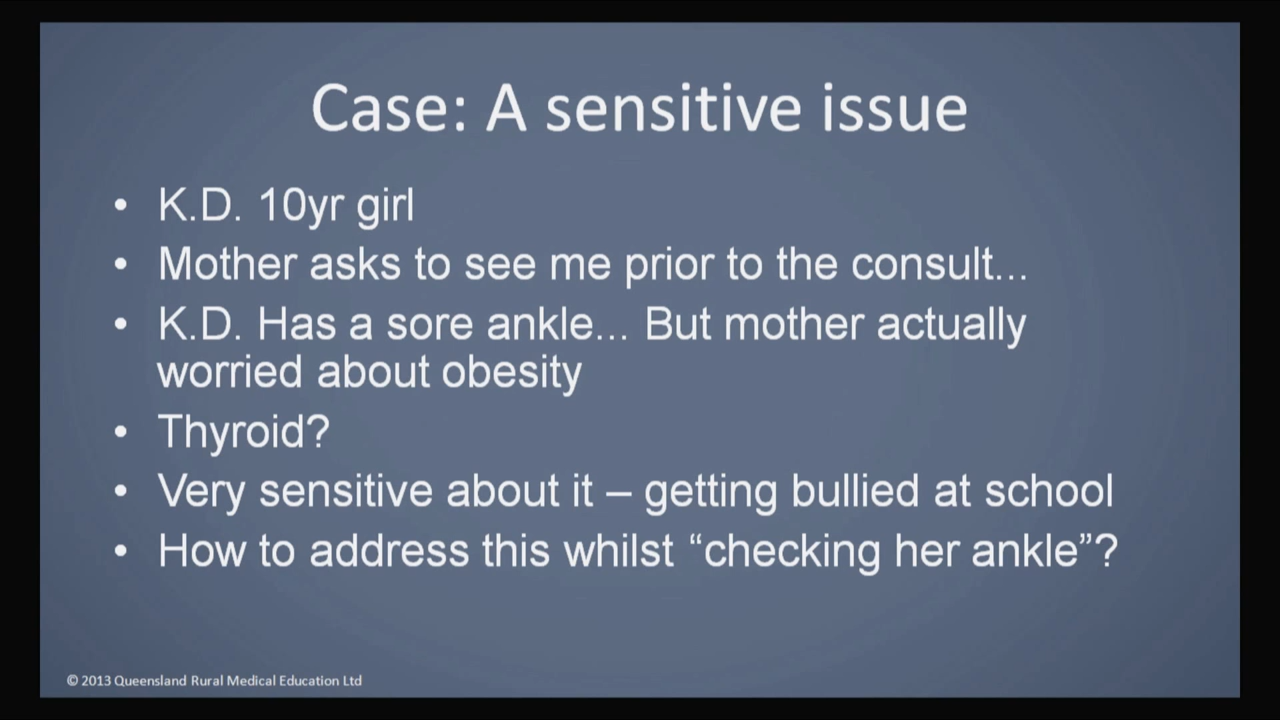 Case: A sensitive issue
• K.D. 10yr girl
• Mother asks to see me prior to the consult...
• K.D. Has a sore ankle... But mother actually
worried about obesity
• Thyroid?
• Very sensitive about it – getting bullied at school
• How to address this whilst “checking her ankle”?
© 2013 Queensland Rural Medical Education Ltd